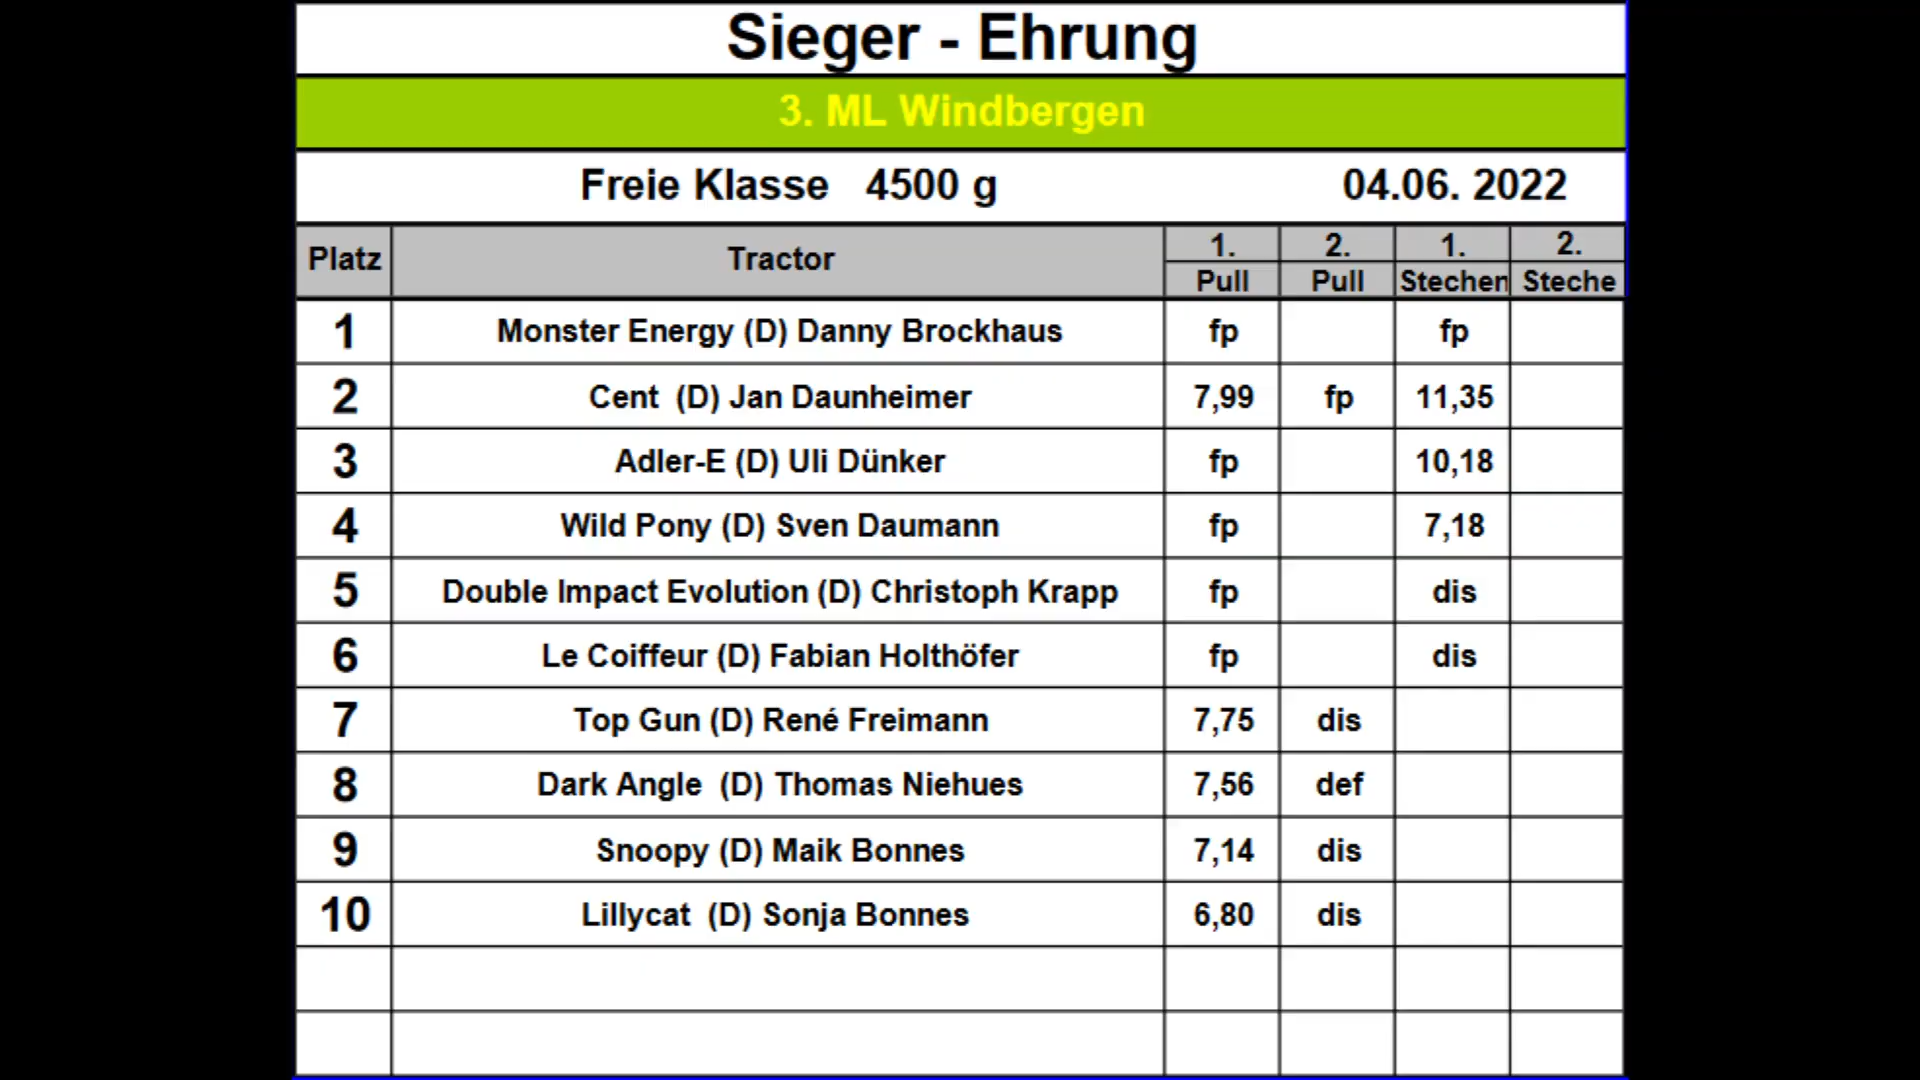 Sieger - Ehrung
3. ML Windbergen
Freie Klasse 4500 g 04.06. 2022
Platz Tractor 1. Pull 2. Pull 1. Stechen 2. Steche
1 Monster Energy (D) Danny Brockhaus fp fp
2 Cent (D) Jan Daunheimer 7,99 fp 11,35
3 Adler-E (D) Uli Dünker fp 10,18
4 Wild Pony (D) Sven Daumann fp 7,18
5 Double Impact Evolution (D) Christoph Krapp fp dis
6 Le Coiffeur (D) Fabian Holthöfer fp dis
7 Top Gun (D) René Freimann 7,75 dis
8 Dark Angle (D) Thomas Niehues 7,56 def
9 Snoopy (D) Maik Bonnes 7,14 dis
10 Lillycat (D) Sonja Bonnes 6,80 dis